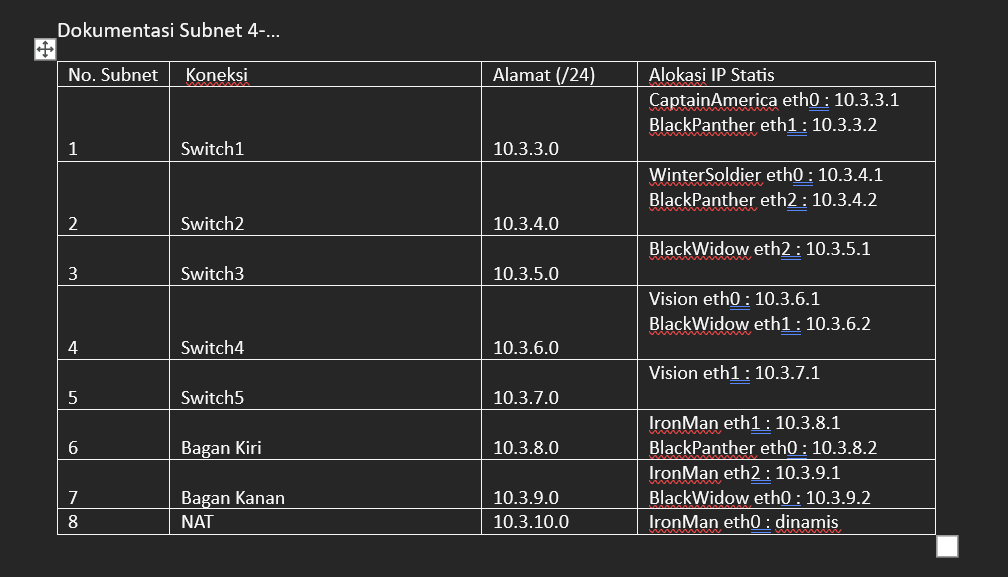 Dokumentasi Subnet 4-...
No. Subnet Koneksi Alamat (/24) Alokasi IP Statis
CaptainAmerica eth0 : 10.3.3.1
BlackPanther eth1 : 10.3.3.2
1 Switch1 10.3.3.0
WinterSoldier eth0 : 10.3.4.1
BlackPanther eth2 : 10.3.4.2
2 Switch2 10.3.4.0
BlackWidow eth2 : 10.3.5.1
3 Switch3 10.3.5.0
Vision eth0 : 10.3.6.1
BlackWidow eth1 : 10.3.6.2
4 Switch4 10.3.6.0
Vision eth1 : 10.3.7.1
5 Switch5 10.3.7.0
IronMan eth1 : 10.3.8.1
6 Bagan Kiri 10.3.8.0 BlackPanther eth0 : 10.3.8.2
IronMan eth2 : 10.3.9.1
7 Bagan Kanan 10.3.9.0 BlackWidow eth0 : 10.3.9.2
8 NAT 10.3.10.0 IronMan eth0 : dinamis